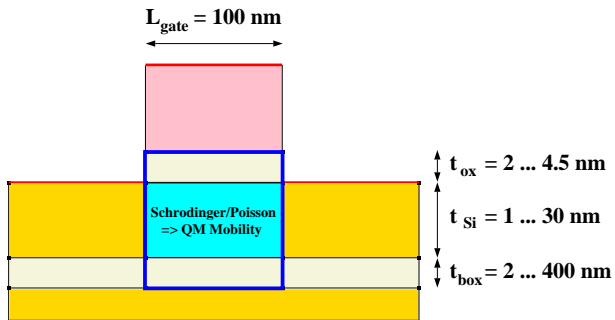 L_gate = 100 nm
t_ox = 2 ... 4.5 nm
Schrodinger/Poisson
=> QM Mobility
t_Si = 1 ... 30 nm
t_box = 2 ... 400 nm